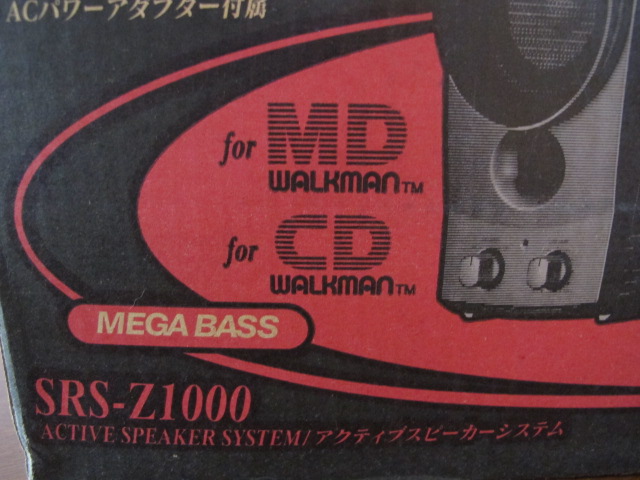 ACパワーアダプター付属
for MD
WALKMAN™
for CD
WALKMAN™
MEGA BASS
SRS-Z1000
ACTIVE SPEAKER SYSTEM/アクティブスピーカーシステム